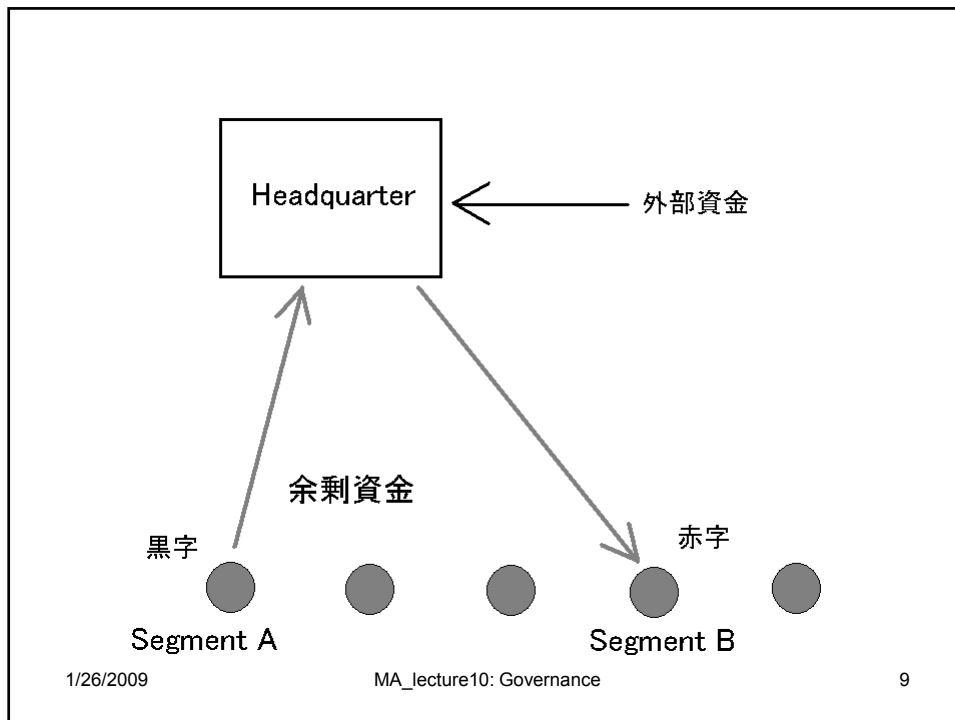 Headquarter
外部資金
余剰資金
黒字
赤字
Segment A
Segment B
1/26/2009
MA_lecture10: Governance
9